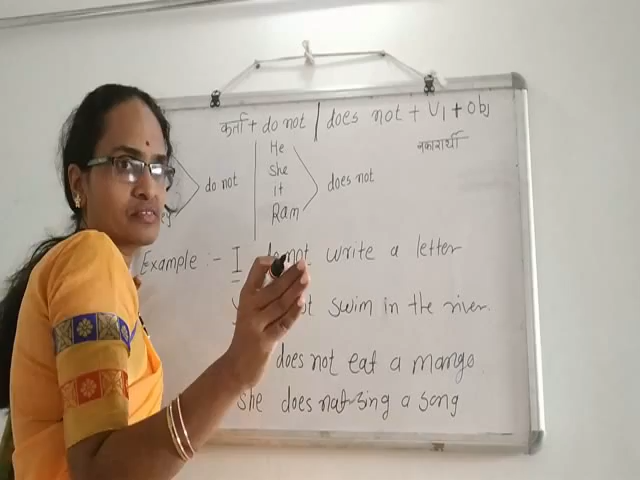 कर्ता + do not | does not + V1 + obj
नकारार्थी
do not
He
She
It
Ram
does not
Example :- I do not write a letter
swim in the river.
does not eat a mango
She does not sing a song